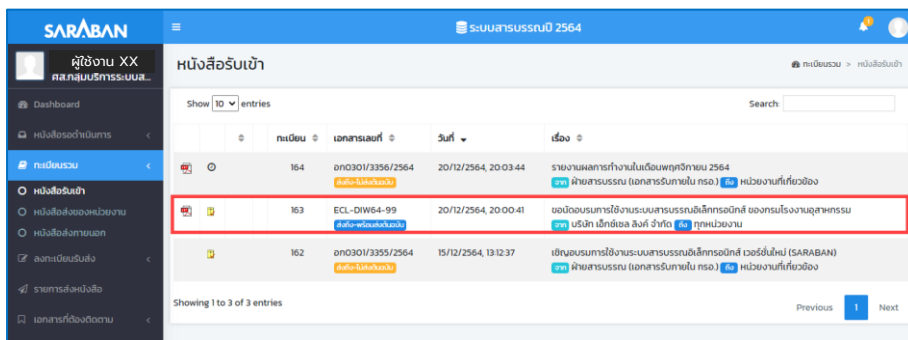 SARABAN
ระบบสารบรรณปี 2564
ผู้ใช้งาน XX
ศส.กลุ่มบริการระบบส...
หนังสือรับเข้า
ทะเบียนรวม > หนังสือรับเข้า
Dashboard
หนังสือรอดำเนินการ
ทะเบียนรวม
หนังสือรับเข้า
หนังสือส่งของหน่วยงาน
หนังสือส่งภายนอก
ลงทะเบียนรับส่ง
รายการส่งหนังสือ
เอกสารที่ต้องติดตาม
Show 10 entries
Search:
ทะเบียน เอกสารเลขที่ วันที่ เรื่อง
164 อก0301/3356/2564 20/12/2564, 20:03:44 รายงานผลการทำงานในเดือนพฤศจิกายน 2564
ส่งถึง-ไม่ส่งต้นฉบับ จาก ฝ่ายสารบรรณ (เอกสารรับภายใน กรอ.) ถึง หน่วยงานที่เกี่ยวข้อง
163 ECL-DIW64-99 20/12/2564, 20:00:41 ขอนัดอบรมการใช้งานระบบสารบรรณอิเล็กทรอนิกส์ ของกรมโรงงานอุตสาหกรรม
ส่งถึง-พร้อมส่งต้นฉบับ จาก บริษัท เอ็กซ์เซล ลิงค์ จำกัด ถึง ทุกหน่วยงาน
162 อก0301/3355/2564 15/12/2564, 13:12:37 เชิญอบรมการใช้งานระบบสารบรรณอิเล็กทรอนิกส์ เวอร์ชั่นใหม่ (SARABAN)
ส่งถึง-ไม่ส่งต้นฉบับ จาก ฝ่ายสารบรรณ (เอกสารรับภายใน กรอ.) ถึง หน่วยงานที่เกี่ยวข้อง
Showing 1 to 3 of 3 entries
Previous 1 Next